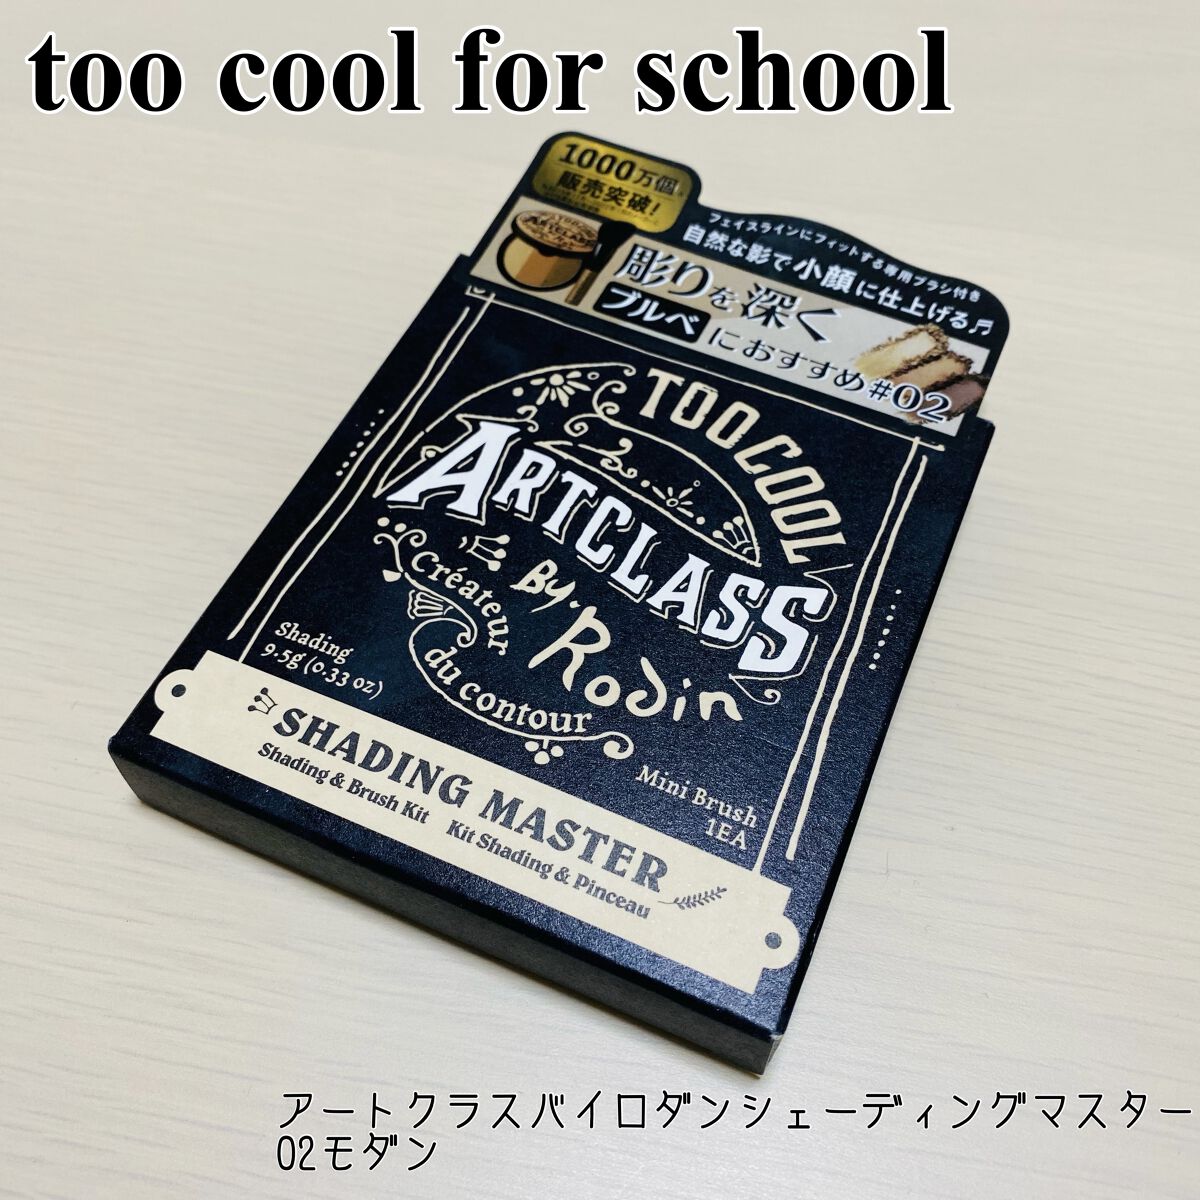 too cool for school
1000万個
販売突破!
フェイスラインにフィットする専用ブラシ付き
自然な影で小顔に仕上げる♬
彫りを深く
ブルベにおすすめ#02
TOO COOL
ARTCLASS
By. Rodin
Créateur
du contour
Shading
9.5g (0.33 oz)
Mini Brush
1EA
SHADING MASTER
Shading & Brush Kit Kit Shading & Pinceau
アートクラスバイロダンシェーディングマスター
02モダン